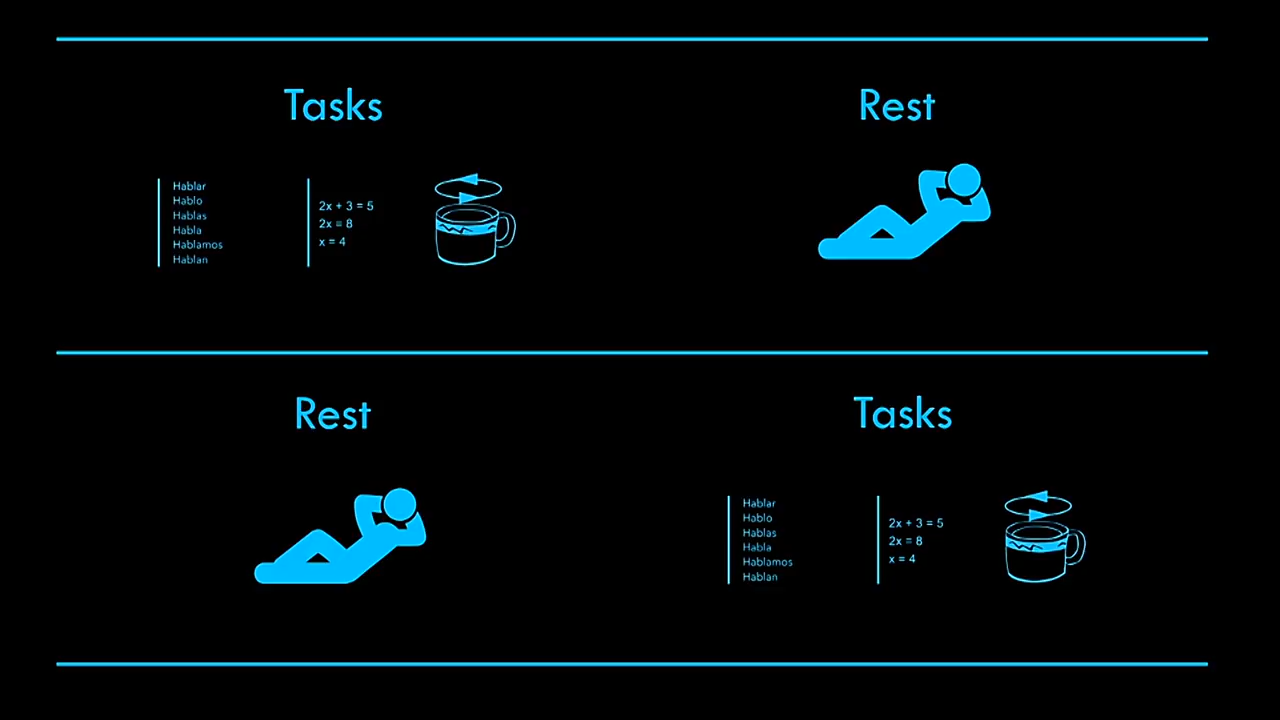 Tasks
Rest
Hablar
Hablo
Hablas
Habla
Hablamos
Hablan
2x + 3 = 5
2x = 8
x = 4
Rest
Tasks
Hablar
Hablo
Hablas
Habla
Hablamos
Hablan
2x + 3 = 5
2x = 8
x = 4